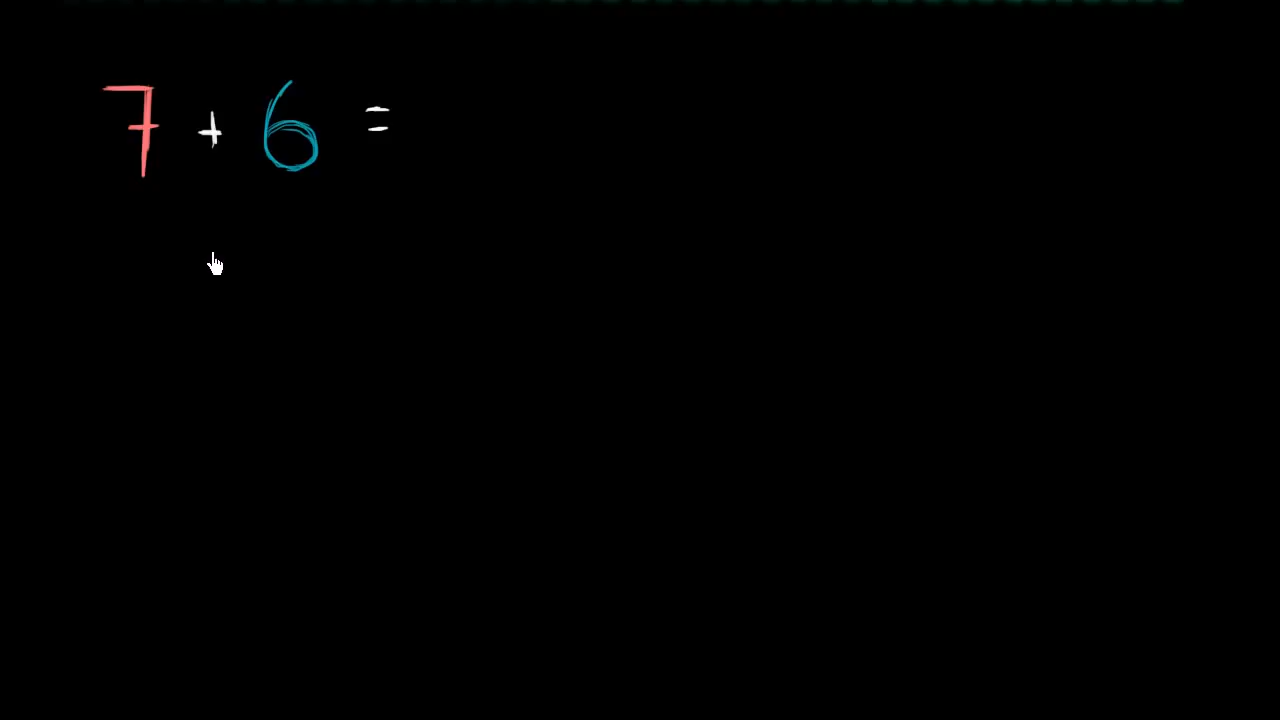 7 + 6 =